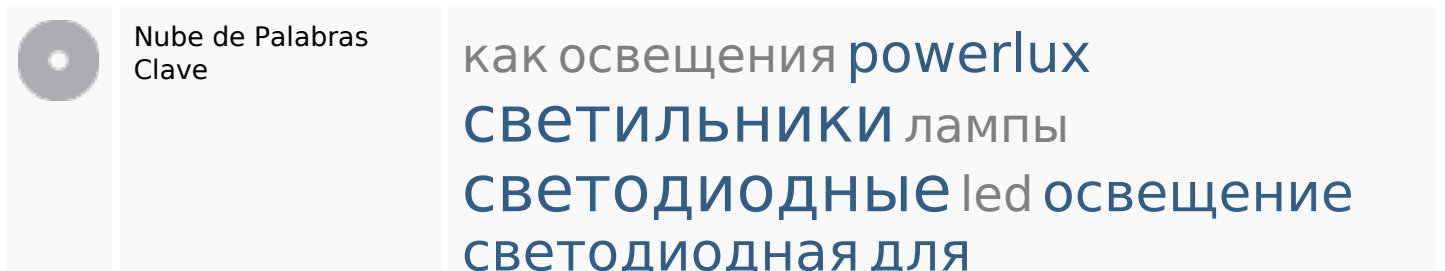 Nube de Palabras
Clave
как освещения powerlux
светильники лампы
светодиодные led освещение
светодиодная для